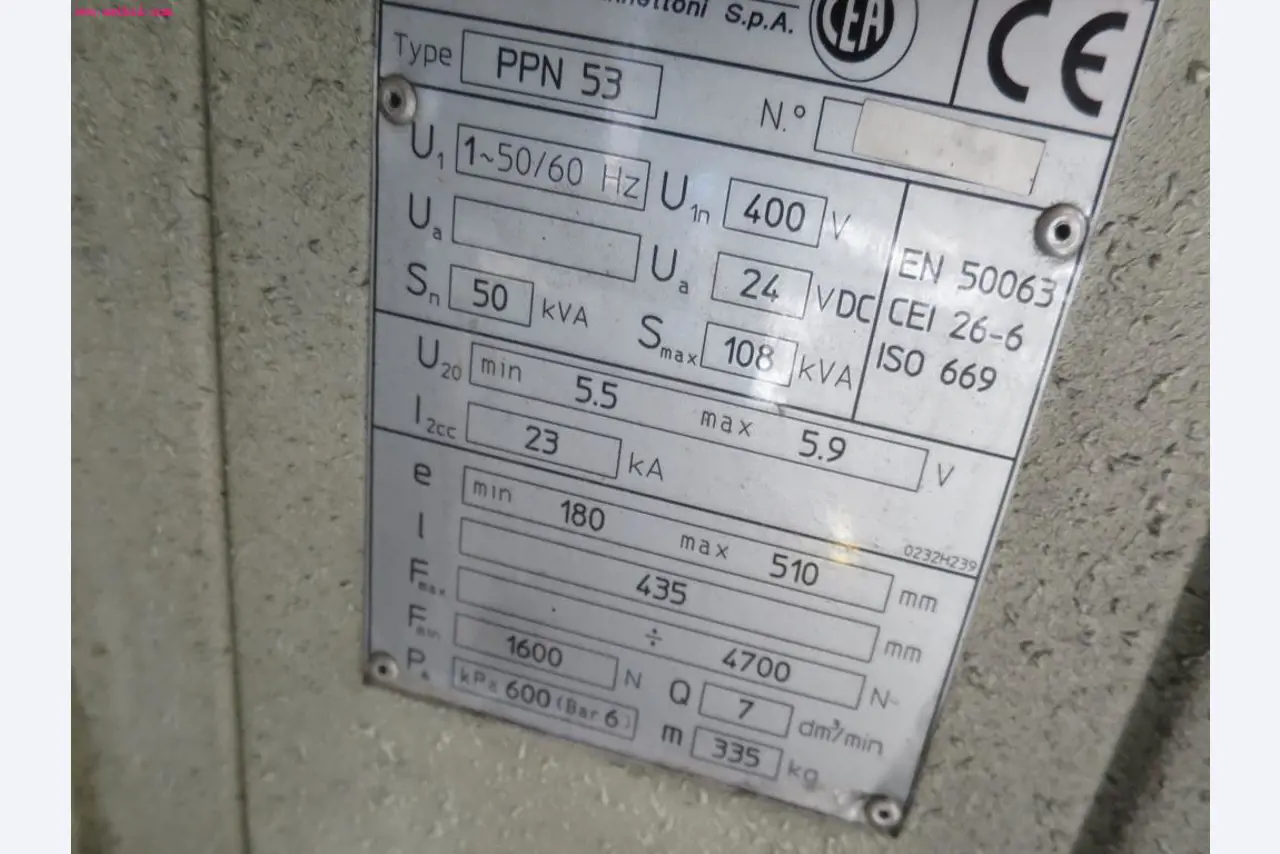 S.p.A.
CEA
CE
Type PPN 53
N.°
U1 1~50/60 Hz U1n 400 V
Ua Ua 24 VDC
Sn 50 kVA Smax 108 kVA
EN 50063
CEI 26-6
ISO 669
U20 min 5.5 max 5.9 V
I2cc 23 kA
e min 180 max 510 mm
0232HZ39
l 435 mm
Fmax ÷ 4700 N
Fmin 1600 N Q 7 dm³/min
kPa 600 (Bar 6) m 335 kg